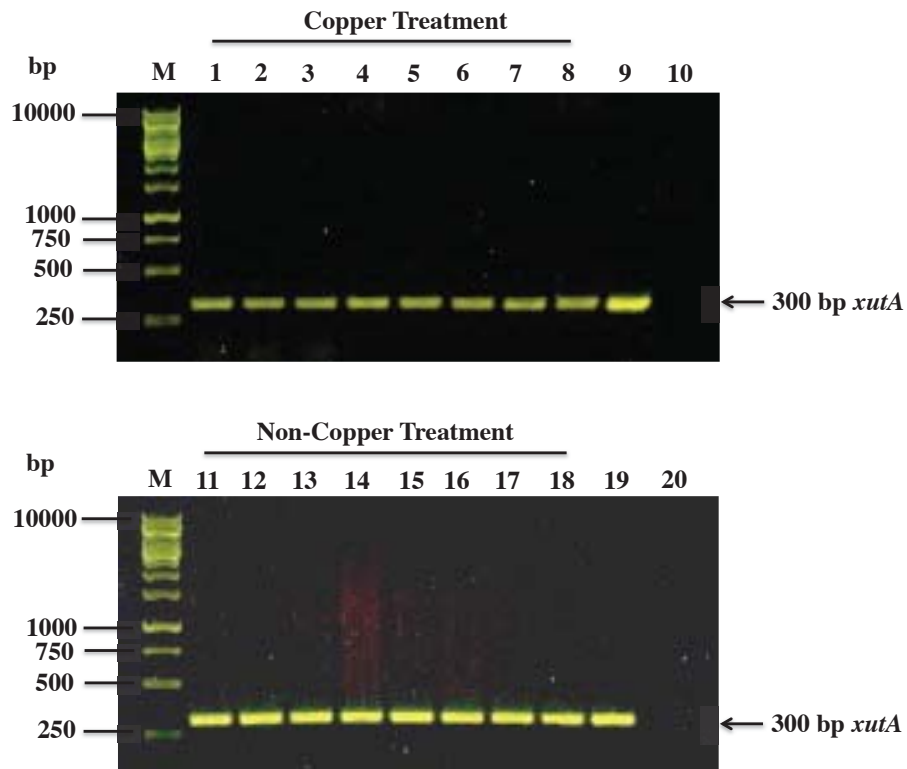 Copper Treatment
bp M 1 2 3 4 5 6 7 8 9 10
10000
1000
750
500
250
300 bp xutA
Non-Copper Treatment
bp M 11 12 13 14 15 16 17 18 19 20
10000
1000
750
500
250
300 bp xutA